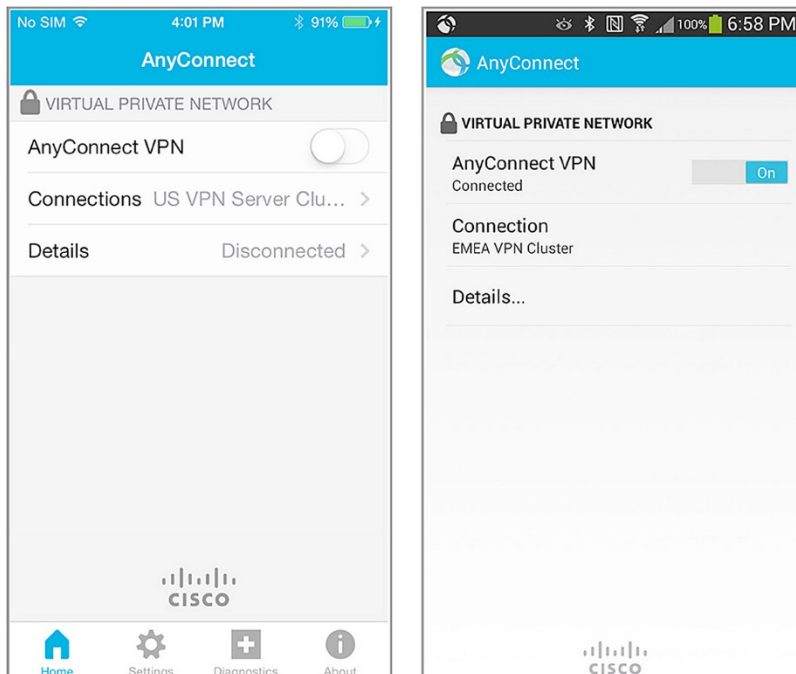 No SIM 4:01 PM 91%
AnyConnect
VIRTUAL PRIVATE NETWORK
AnyConnect VPN
Connections US VPN Server Clu... >
Details Disconnected >
CISCO
Home Settings Diagnostics About
100% 6:58 PM
AnyConnect
VIRTUAL PRIVATE NETWORK
AnyConnect VPN
Connected
On
Connection
EMEA VPN Cluster
Details...
CISCO